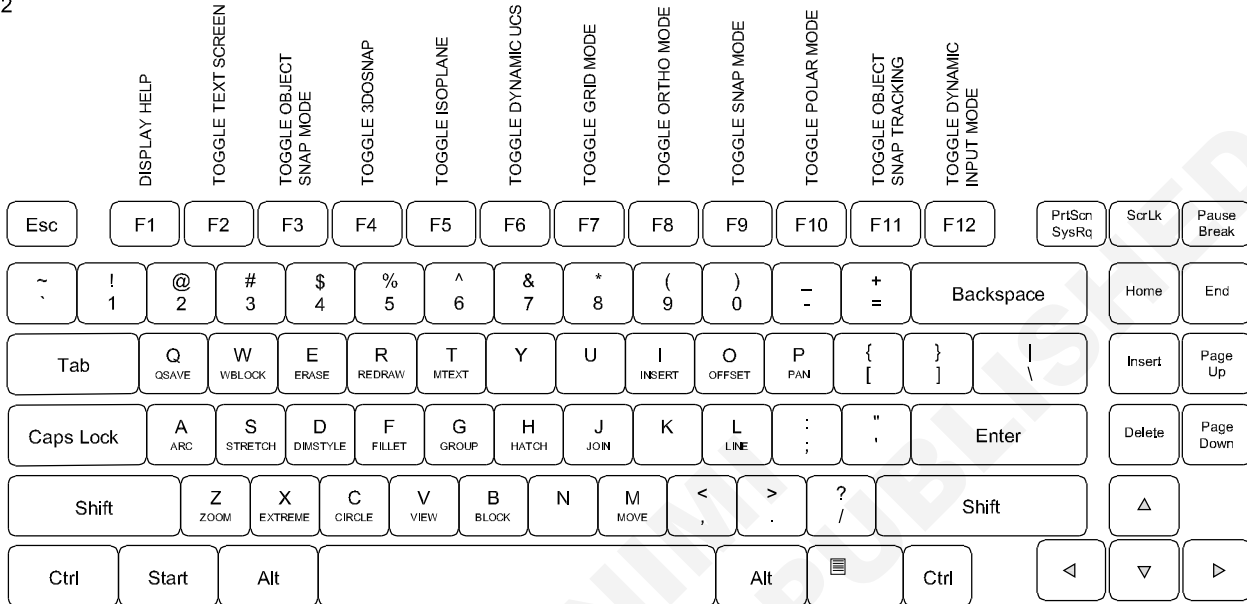 2
DISPLAY HELP
TOGGLE TEXT SCREEN
TOGGLE OBJECT
SNAP MODE
TOGGLE 3DOSNAP
TOGGLE ISOPLANE
TOGGLE DYNAMIC UCS
TOGGLE GRID MODE
TOGGLE ORTHO MODE
TOGGLE SNAP MODE
TOGGLE POLAR MODE
TOGGLE OBJECT
SNAP TRACKING
TOGGLE DYNAMIC
INPUT MODE
Esc F1 F2 F3 F4 F5 F6 F7 F8 F9 F10 F11 F12 PrtScn ScrLk Pause
SysRq Break
~ ! @ # $ % ^ & * ( ) _ +
` 1 2 3 4 5 6 7 8 9 0 - = Backspace Home End
Tab Q W E R T Y U I O P { } | Insert Page
QSAVE WBLOCK ERASE REDRAW MTEXT INSERT OFFSET PAN [ ] \ Up
Caps Lock A S D F G H J K L : " Enter Delete Page
ARC STRETCH DIMSTYLE FILLET GROUP HATCH JOIN LINE ; ' Down
Shift Z X C V B N M < > ? Shift
ZOOM EXTREME CIRCLE VIEW BLOCK MOVE , . /
Ctrl Start Alt Alt Ctrl
NIMI
PUBLISHED